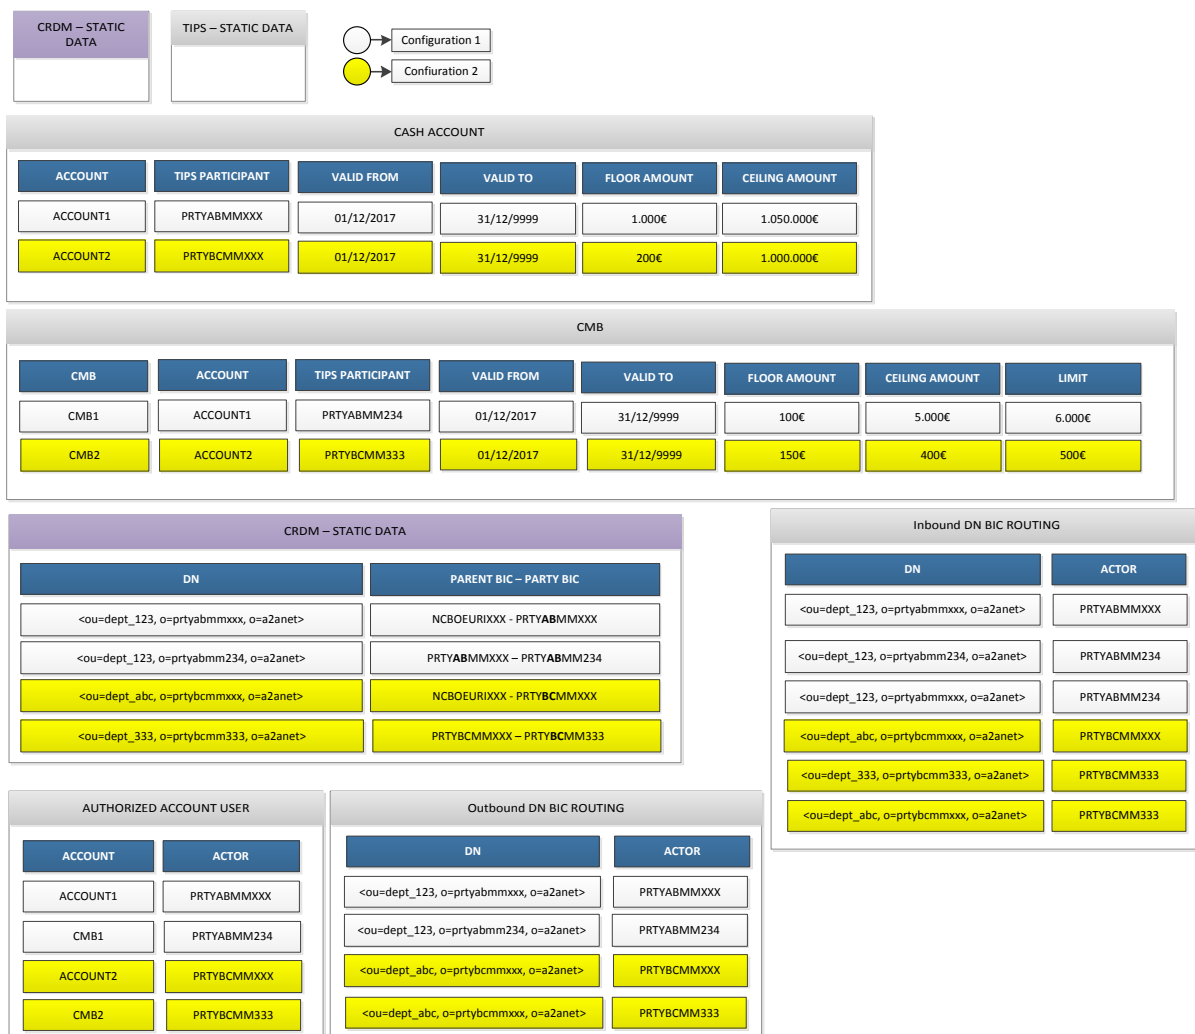 CRDM – STATIC
DATA
TIPS – STATIC DATA
Configuration 1
Confiuration 2
CASH ACCOUNT
ACCOUNT TIPS PARTICIPANT VALID FROM VALID TO FLOOR AMOUNT CEILING AMOUNT
ACCOUNT1 PRTYABMMXXX 01/12/2017 31/12/9999 1.000€ 1.050.000€
ACCOUNT2 PRTYBCMMXXX 01/12/2017 31/12/9999 200€ 1.000.000€
CMB
CMB ACCOUNT TIPS PARTICIPANT VALID FROM VALID TO FLOOR AMOUNT CEILING AMOUNT LIMIT
CMB1 ACCOUNT1 PRTYABMM234 01/12/2017 31/12/9999 100€ 5.000€ 6.000€
CMB2 ACCOUNT2 PRTYBCMM333 01/12/2017 31/12/9999 150€ 400€ 500€
CRDM – STATIC DATA
DN PARENT BIC – PARTY BIC
<ou=dept_123, o=prtyabmmxxx, o=a2anet> NCBOEURIXXX - PRTYABMMXXX
<ou=dept_123, o=prtyabmm234, o=a2anet> PRTYABMMXXX – PRTYABMM234
<ou=dept_abc, o=prtybcmmxxx, o=a2anet> NCBOEURIXXX - PRTYBCMMXXX
<ou=dept_333, o=prtybcmm333, o=a2anet> PRTYBCMMXXX – PRTYBCMM333
Inbound DN BIC ROUTING
DN ACTOR
<ou=dept_123, o=prtyabmmxxx, o=a2anet> PRTYABMMXXX
<ou=dept_123, o=prtyabmm234, o=a2anet> PRTYABMM234
<ou=dept_123, o=prtyabmmxxx, o=a2anet> PRTYABMM234
<ou=dept_abc, o=prtybcmmxxx, o=a2anet> PRTYBCMMXXX
<ou=dept_333, o=prtybcmm333, o=a2anet> PRTYBCMM333
<ou=dept_abc, o=prtybcmmxxx, o=a2anet> PRTYBCMM333
AUTHORIZED ACCOUNT USER
ACCOUNT ACTOR
ACCOUNT1 PRTYABMMXXX
CMB1 PRTYABMM234
ACCOUNT2 PRTYBCMMXXX
CMB2 PRTYBCMM333
Outbound DN BIC ROUTING
DN ACTOR
<ou=dept_123, o=prtyabmmxxx, o=a2anet> PRTYABMMXXX
<ou=dept_123, o=prtyabmm234, o=a2anet> PRTYABMM234
<ou=dept_abc, o=prtybcmmxxx, o=a2anet> PRTYBCMMXXX
<ou=dept_abc, o=prtybcmmxxx, o=a2anet> PRTYBCMM333